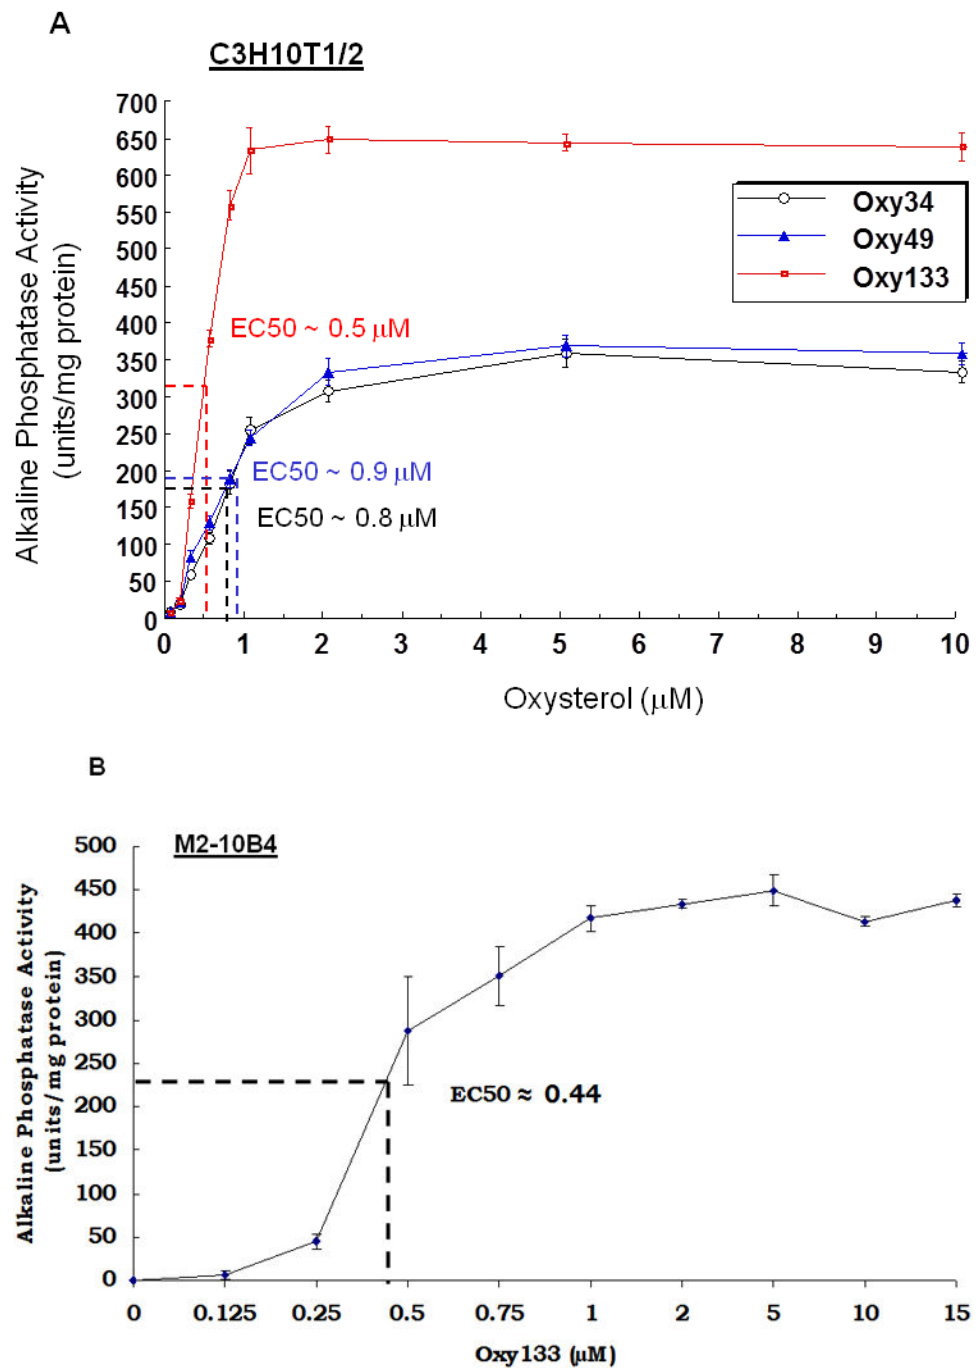 A
C3H10T1/2
Alkaline Phosphatase Activity
(units/mg protein)
700
650
600
550
500
450
400
350
300
250
200
150
100
50
0
Oxy34
Oxy49
Oxy133
EC50 ~ 0.5 μM
EC50 ~ 0.9 μM
EC50 ~ 0.8 μM
0 1 2 3 4 5 6 7 8 9 10
Oxysterol (μM)
B
M2-10B4
Alkaline Phosphatase Activity
(units/mg protein)
500
450
400
350
300
250
200
150
100
50
0
EC50 ≈ 0.44
0 0.125 0.25 0.5 0.75 1 2 5 10 15
Oxy133 (μM)